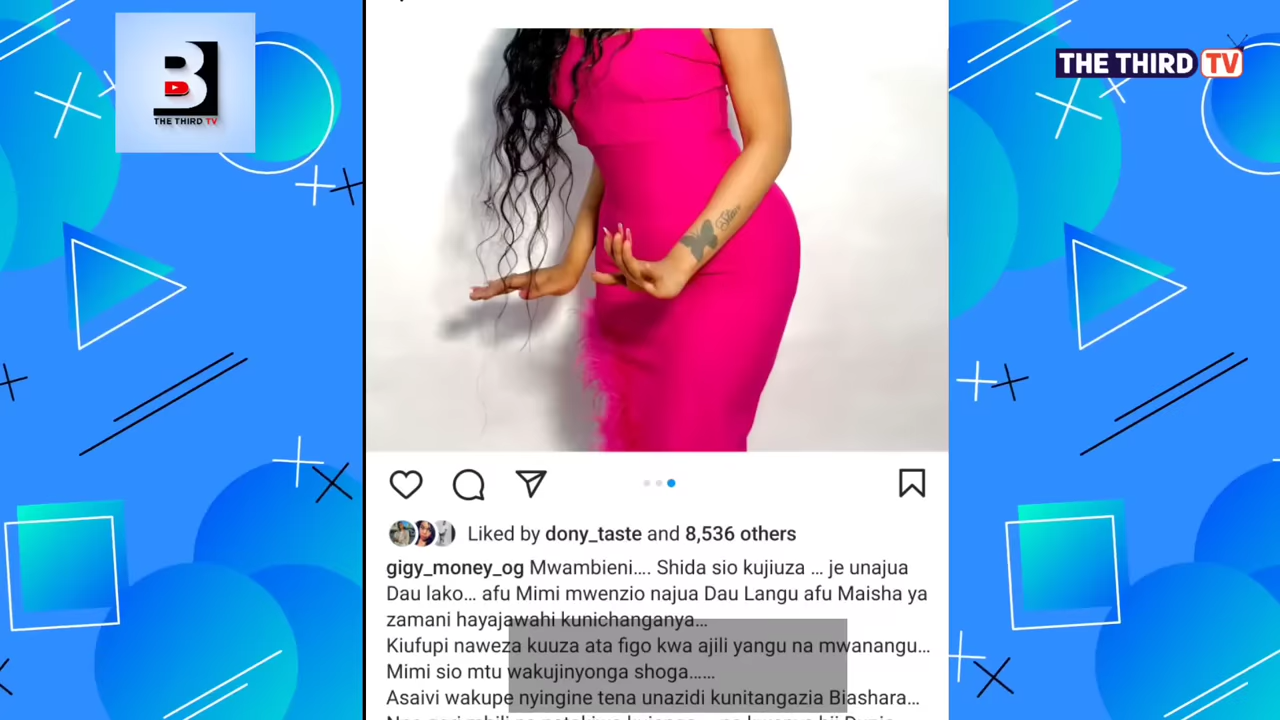 B
THE THIRD TV
THE THIRD TV
Liked by dony_taste and 8,536 others
gigy_money_og Mwambieni.... Shida sio kujiuza ... je unajua
Dau lako... afu Mimi mwenzio najua Dau Langu afu Maisha ya
zamani hayajawahi kunichanganya...
Kiufupi naweza kuuza ata figo kwa ajili yangu na mwanangu...
Mimi sio mtu wakujinyonga shoga......
Asaivi wakupe nyingine tena unazidi kunitangazia Biashara...